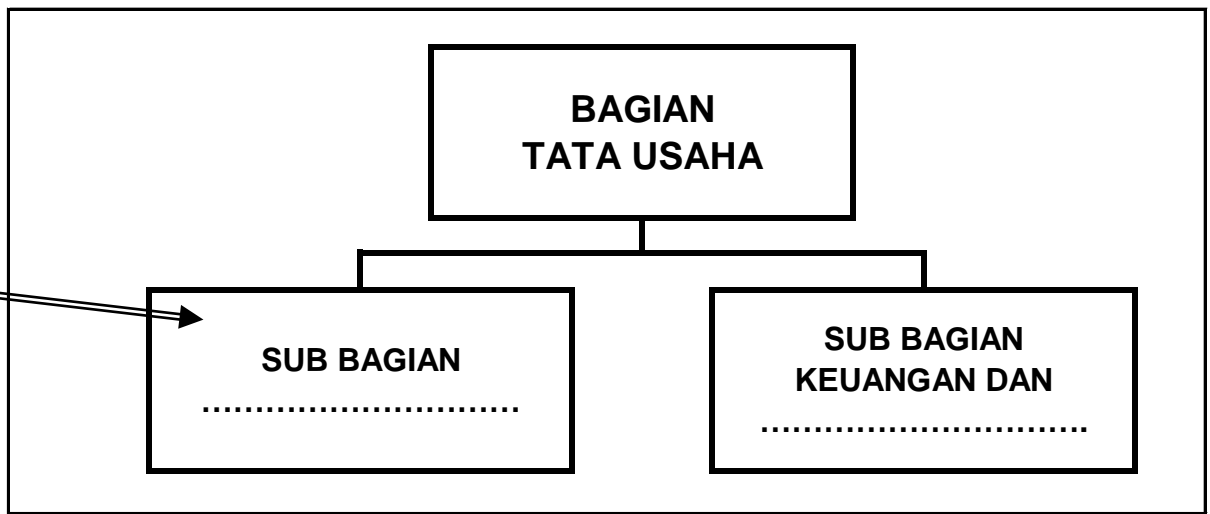 BAGIAN
TATA USAHA
SUB BAGIAN
…………………………
SUB BAGIAN
KEUANGAN DAN
………………………….